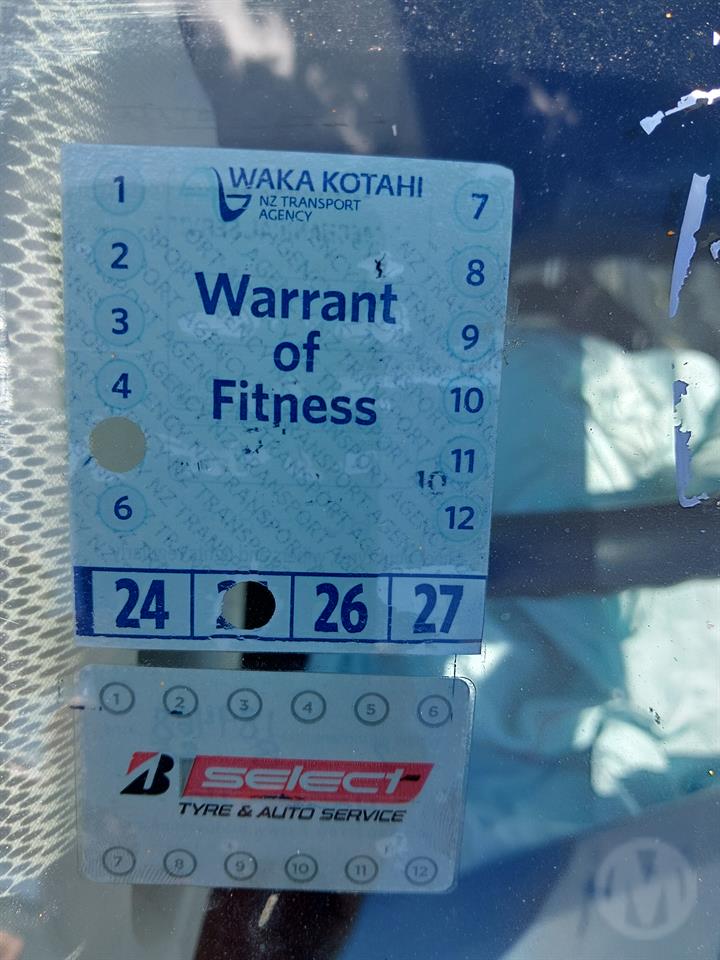 WAKA KOTAHI
NZ TRANSPORT
AGENCY
1
2
3
4
6
7
8
9
10
11
12
Warrant
of
Fitness
10
24 26 27
1 2 3 4 5 6
B SELECT
TYRE & AUTO SERVICE
7 8 9 10 11 12
M